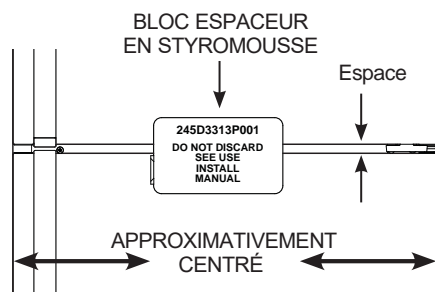 BLOC ESPACEUR
EN STYROMOUSSE
Espace
245D3313P001
DO NOT DISCARD
SEE USE
INSTALL
MANUAL
APPROXIMATIVEMENT
CENTRÉ